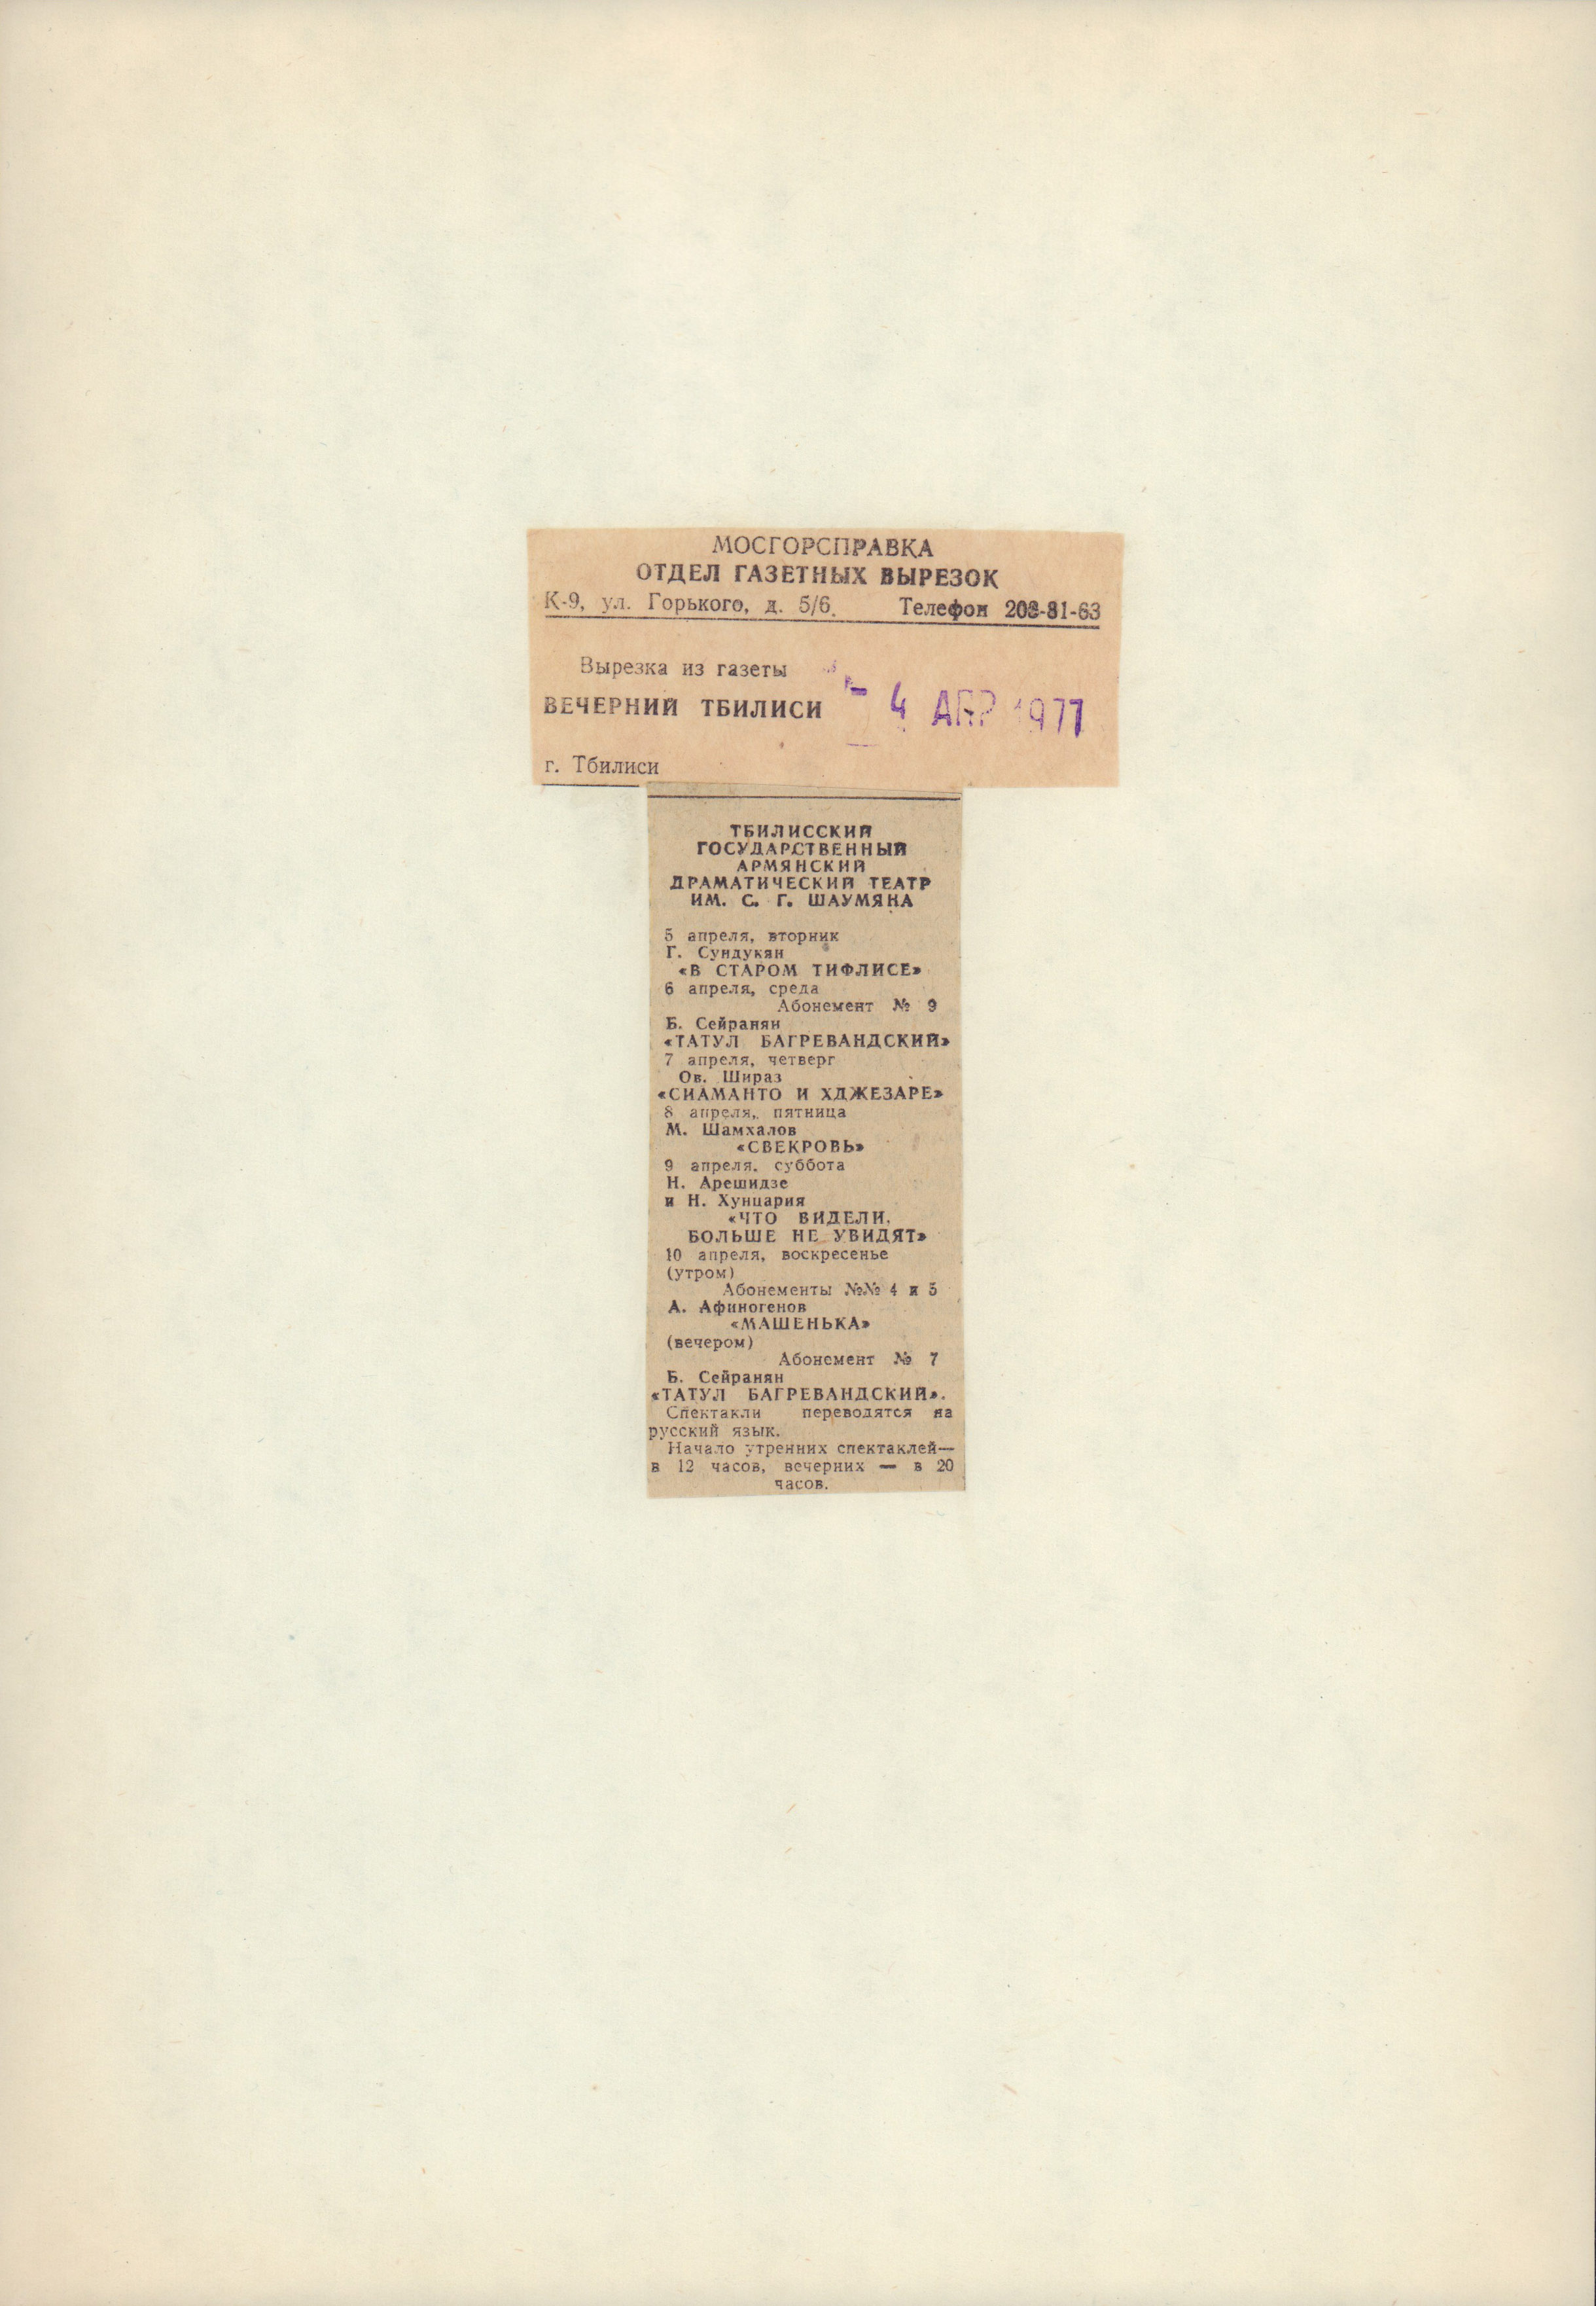 МОСГОРСПРАВКА
ОТДЕЛ ГАЗЕТНЫХ ВЫРЕЗОК
К-9, ул. Горького, д. 5/6. Телефон 203-81-63
Вырезка из газеты
ВЕЧЕРНИЙ ТБИЛИСИ - 4 АПР 1977
г. Тбилиси
ТБИЛИССКИЙ
ГОСУДАРСТВЕННЫЙ
АРМЯНСКИЙ
ДРАМАТИЧЕСКИЙ ТЕАТР
ИМ. С. Г. ШАУМЯНА
5 апреля, вторник
Г. Сундукян
«В СТАРОМ ТИФЛИСЕ»
6 апреля, среда
Абонемент № 9
Б. Сейранян
«ТАТУЛ БАГРЕВАНДСКИЙ»
7 апреля, четверг
Ов. Шираз
«СИАМАНТО И ХДЖЕЗАРЕ»
8 апреля, пятница
М. Шамхалов
«СВЕКРОВЬ»
9 апреля, суббота
Н. Арешидзе
и Н. Хунцария
«ЧТО ВИДЕЛИ,
БОЛЬШЕ НЕ УВИДЯТ»
10 апреля, воскресенье
(утром)
Абонементы №№ 4 и 5
А. Афиногенов
«МАШЕНЬКА»
(вечером)
Абонемент № 7
Б. Сейранян
«ТАТУЛ БАГРЕВАНДСКИЙ».
Спектакли переводятся на
русский язык.
Начало утренних спектаклей—
в 12 часов, вечерних — в 20
часов.